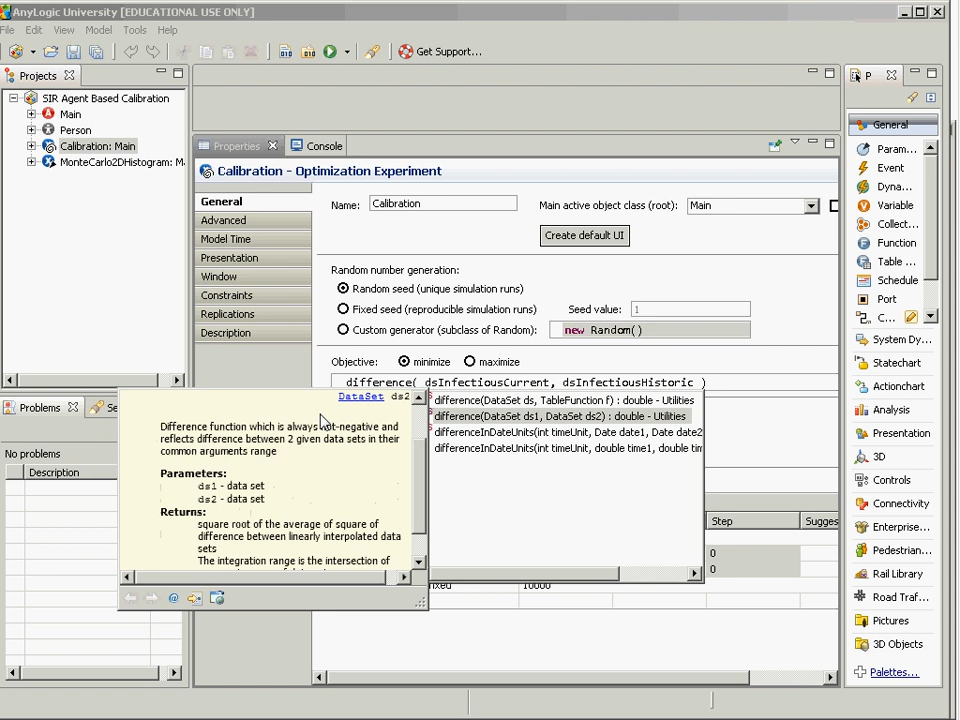 AnyLogic University [EDUCATIONAL USE ONLY]
File Edit View Model Tools Help
Get Support...
Projects
SIR Agent Based Calibration
Main
Person
Calibration: Main
MonteCarlo2DHistogram: M
Properties
Console
Calibration - Optimization Experiment
General
Advanced
Model Time
Presentation
Window
Constraints
Replications
Description
Name: Calibration
Main active object class (root): Main
Create default UI
Random number generation:
Random seed (unique simulation runs)
Fixed seed (reproducible simulation runs) Seed value: 1
Custom generator (subclass of Random): new Random()
Objective: minimize maximize
difference( dsInfectiousCurrent, dsInfectiousHistoric )
difference(DataSet ds, TableFunction f) : double - Utilities
difference(DataSet ds1, DataSet ds2) : double - Utilities
differenceInDateUnits(int timeUnit, Date date1, Date date2
differenceInDateUnits(int timeUnit, double time1, double tim
DataSet ds2
Difference function which is always not-negative and
reflects difference between 2 given data sets in their
common arguments range
Parameters:
ds1 - data set
ds2 - data set
Returns:
square root of the average of square of
difference between linearly interpolated data
sets
The integration range is the intersection of
Problems
Se
No problems
Description
Step Sugges
0
0
10000
P
General
Param...
Event
Dyna...
Variable
Collect...
Function
Table ...
Schedule
Port
C...
System Dy...
Statechart
Actionchart
Analysis
Presentation
3D
Controls
Connectivity
Enterprise...
Pedestrian...
Rail Library
Road Traf...
Pictures
3D Objects
Palettes...